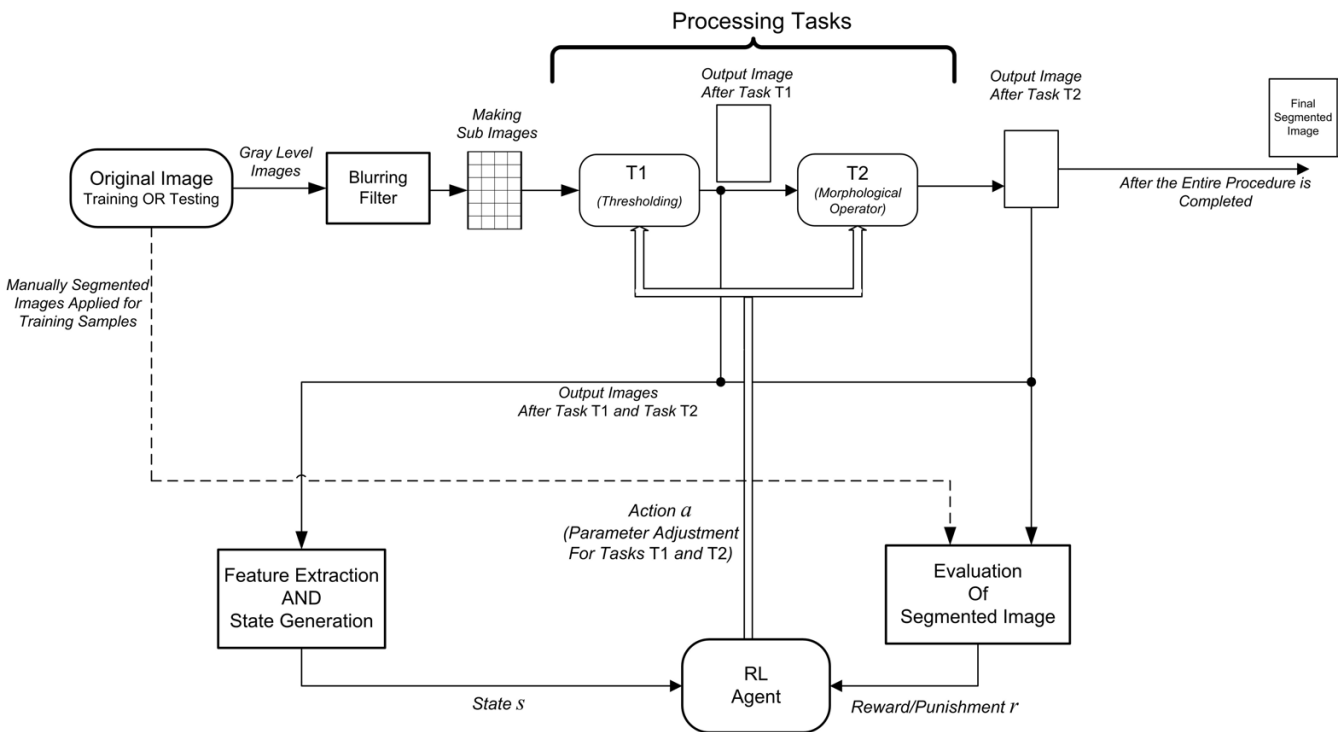 Processing Tasks
Output Image
After Task T1
Output Image
After Task T2
Final
Segmented
Image
Making
Sub Images
Gray Level
Images
Original Image
Training OR Testing
Blurring
Filter
T1
(Thresholding)
T2
(Morphological
Operator)
After the Entire Procedure is
Completed
Manually Segmented
Images Applied for
Training Samples
Output Images
After Task T1 and Task T2
Action a
(Parameter Adjustment
For Tasks T1 and T2)
Feature Extraction
AND
State Generation
Evaluation
Of
Segmented Image
RL
Agent
State s
Reward/Punishment r